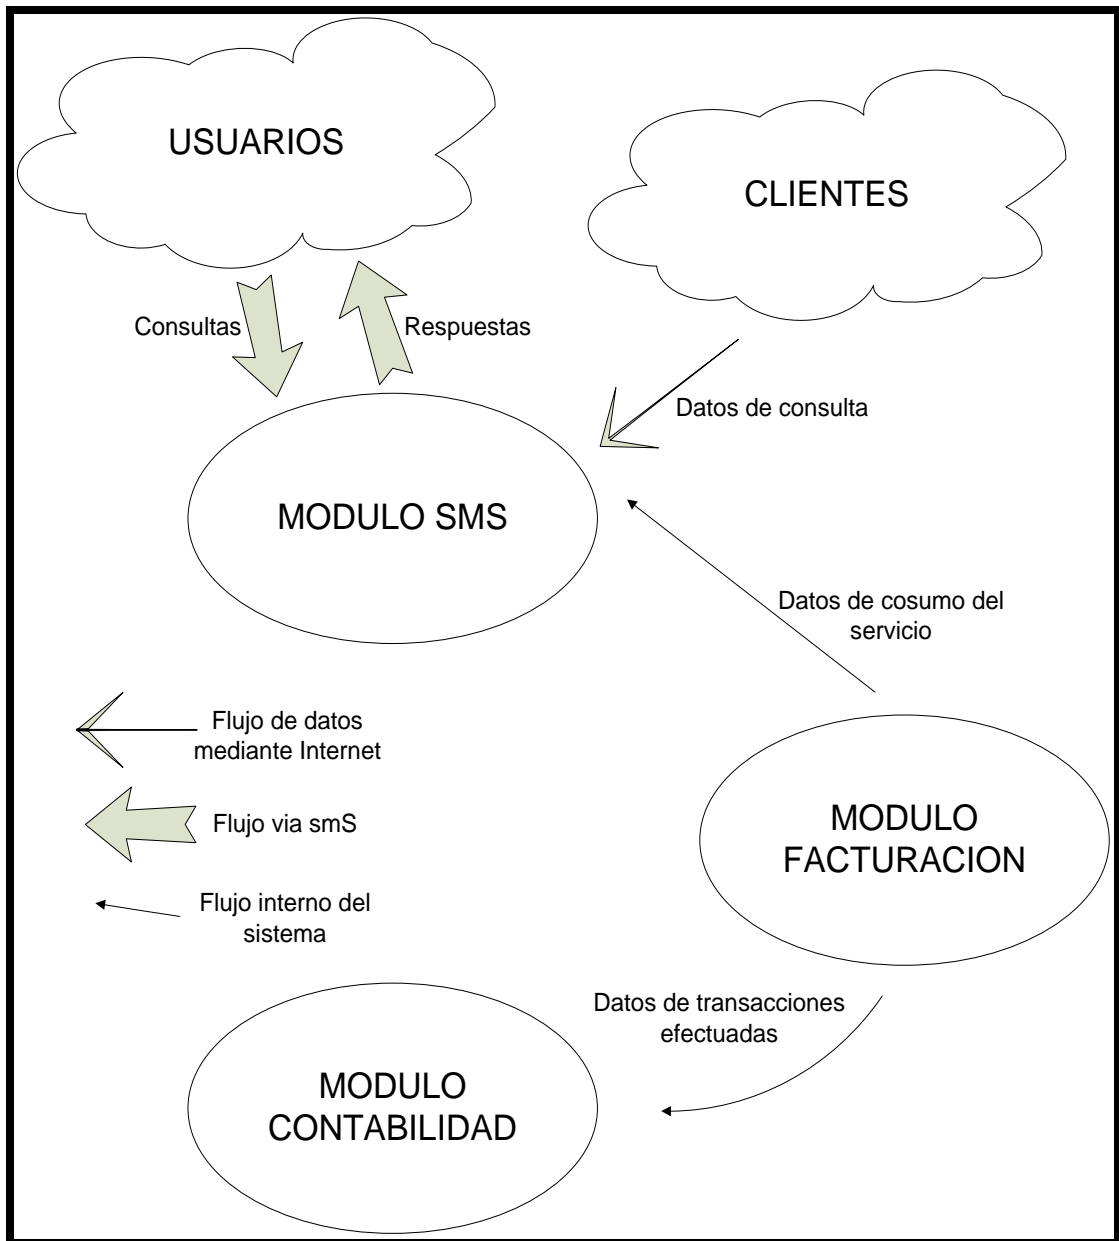 USUARIOS
CLIENTES
Consultas
Respuestas
Datos de consulta
MODULO SMS
Datos de cosumo del
servicio
Flujo de datos
mediante Internet
Flujo via smS
MODULO
FACTURACION
Flujo interno del
sistema
Datos de transacciones
efectuadas
MODULO
CONTABILIDAD